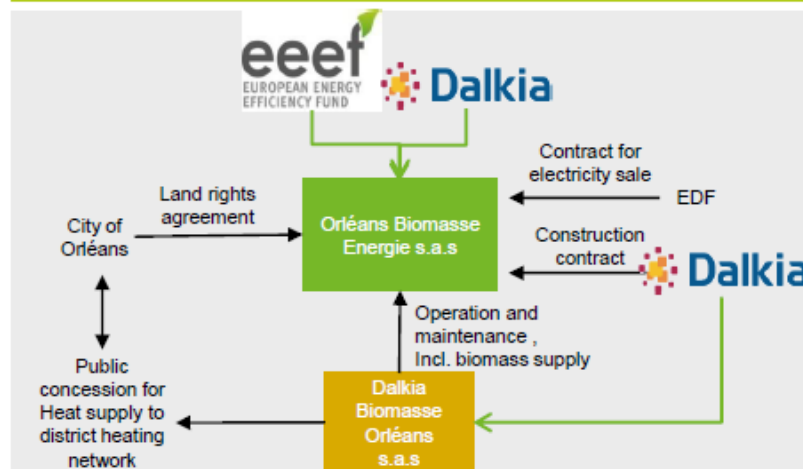 eeef
EUROPEAN ENERGY
EFFICIENCY FUND
Dalkia
Contract for
electricity sale
EDF
Land rights
agreement
City of
Orléans
Orléans Biomasse
Energie s.a.s
Construction
contract
Dalkia
Operation and
maintenance ,
Incl. biomass supply
Public
concession for
Heat supply to
district heating
network
Dalkia
Biomasse
Orléans
s.a.s